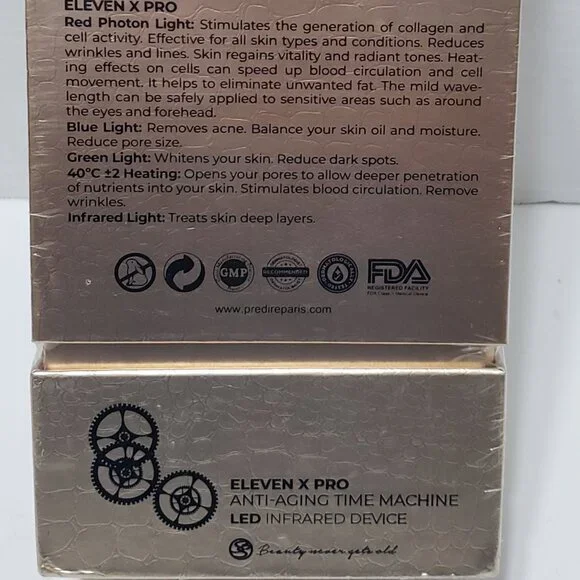 ELEVEN X PRO
Red Photon Light: Stimulates the generation of collagen and
cell activity. Effective for all skin types and conditions. Reduces
wrinkles and lines. Skin regains vitality and radiant tones. Heat-
ing effects on cells can speed up blood circulation and cell
movement. It helps to eliminate unwanted fat. The mild wave-
length can be safely applied to sensitive areas such as around
the eyes and forehead.
Blue Light: Removes acne. Balance your skin oil and moisture.
Reduce pore size.
Green Light: Whitens your skin. Reduce dark spots.
40°C ±2 Heating: Opens your pores to allow deeper penetration
of nutrients into your skin. Stimulates blood circulation. Remove
wrinkles.
Infrared Light: Treats skin deep layers.
GMP
RECOMMENDED
DERMATOLOGICALLY TESTED
FDA
REGISTERED FACILITY
FOR Class I Medical Device
www.predireparis.com
ELEVEN X PRO
ANTI-AGING TIME MACHINE
LED INFRARED DEVICE
Beauty never gets old